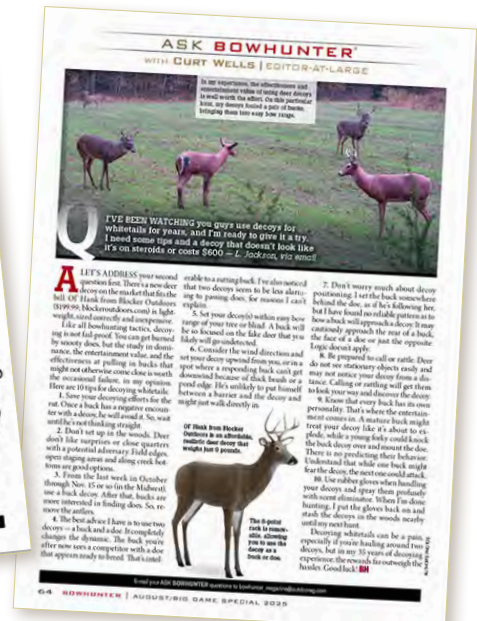 ASK BOWHUNTER®
WITH CURT WELLS | EDITOR-AT-LARGE
In my experience, the effectiveness and
entertainment value of using deer decoys
is well worth the effort. On this particular
hunt, my decoys fooled a pair of bucks,
bringing them into easy bow range.
Q
I'VE BEEN WATCHING you guys use decoys for
whitetails for years, and I'm ready to give it a try.
I need some tips and a decoy that doesn't look like
it's on steroids or costs $600 — L. Jackson, via email
A LET'S ADDRESS your second
question first. There's a new deer
decoy on the market that fits the
bill. Ol' Hank from Blocker Outdoors
($199.99; blockeroutdoors.com) is light-
weight, sized correctly and inexpensive.
Like all bowhunting tactics, decoy-
ing is not fail-proof. You can get burned
by snooty does, but the study in domi-
nance, the entertainment value, and the
effectiveness at pulling in bucks that
might not otherwise come close is worth
the occasional failure, in my opinion.
Here are 10 tips for decoying whitetails.
1. Save your decoying efforts for the
rut. Once a buck has a negative encoun-
ter with a decoy, he will avoid it. So, wait
until he's not thinking straight.
2. Don't set up in the woods. Deer
don't like surprises or close quarters
with a potential adversary. Field edges,
open staging areas and along creek bot-
toms are good options.
3. From the last week in October
through Nov. 15 or so (in the Midwest),
use a buck decoy. After that, bucks are
more interested in finding does. So, re-
move the antlers.
4. The best advice I have is to use two
decoys — a buck and a doe. It completely
changes the dynamic. The buck you're
after now sees a competitor with a doe
that appears ready to breed. That's intol-
erable to a rutting buck. I've also noticed
that two decoys seem to be less alarm-
ing to passing does, for reasons I can't
explain.
5. Set your decoy(s) within easy bow
range of your tree or blind. A buck will
be so focused on the fake deer that you
likely will go undetected.
6. Consider the wind direction and
set your decoy upwind from you, or in a
spot where a responding buck can't get
downwind because of thick brush or a
pond edge. He's unlikely to put himself
between a barrier and the decoy and
might just walk directly in.
Ol' Hank from Blocker
Outdoors is an affordable,
realistic deer decoy that
weighs just 9 pounds.
The 8-point
rack is remov-
able, allowing
you to use the
decoy as a
buck or doe.
7. Don't worry much about decoy
positioning. I set the buck somewhere
behind the doe, as if he's following her,
but I have found no reliable pattern as to
how a buck will approach a decoy. It may
cautiously approach the rear of a buck,
the face of a doe or just the opposite.
Logic doesn't apply.
8. Be prepared to call or rattle. Deer
do not see stationary objects easily and
may not notice your decoy from a dis-
tance. Calling or rattling will get them
to look your way and discover the decoy.
9. Know that every buck has its own
personality. That's where the entertain-
ment comes in. A mature buck might
treat your decoy like it's about to ex-
plode, while a young forky could knock
the buck decoy over and mount the doe.
There is no predicting their behavior.
Understand that while one buck might
fear the decoy, the next one could attack.
10. Use rubber gloves when handling
your decoys and spray them profusely
with scent eliminator. When I'm done
hunting, I put the gloves back on and
stash the decoys in the woods nearby
until my next hunt.
Decoying whitetails can be a pain,
especially if you're hauling around two
decoys, but in my 35 years of decoying
experience, the rewards far outweigh the
hassles. Good luck! BH
E-mail your ASK BOWHUNTER questions to bowhunter_magazine@outdoorsg.com
64 BOWHUNTER | AUGUST/BIG GAME SPECIAL 2025